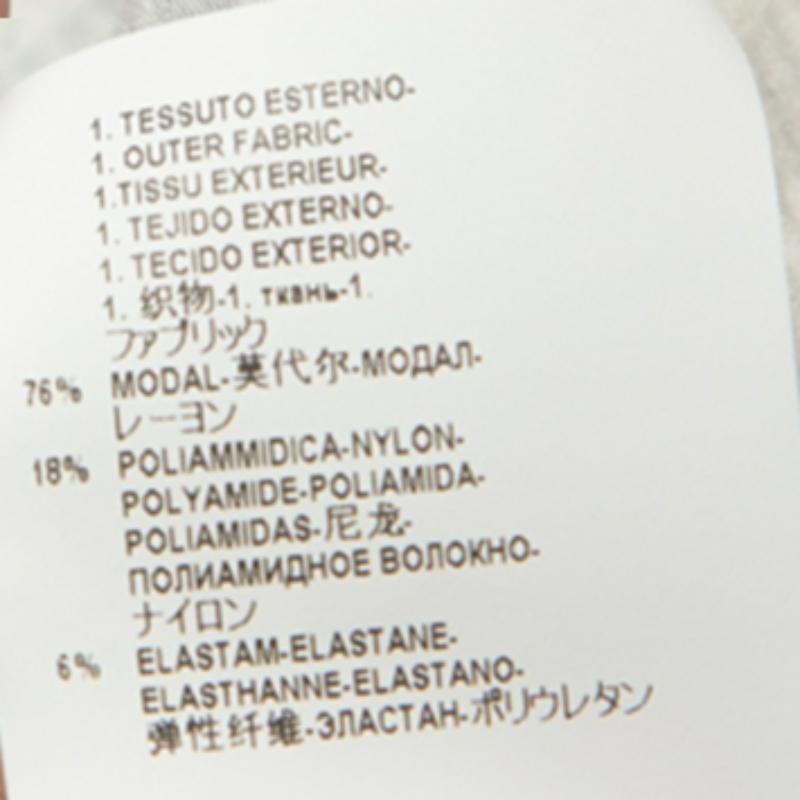 1. TESSUTO ESTERNO-
1. OUTER FABRIC-
1.TISSU EXTERIEUR-
1. TEJIDO EXTERNO-
1. TECIDO EXTERIOR-
1. 织物-1. ткань-1.
ファブリック
76% MODAL-莫代尔-МОДАЛ-
レーヨン
18% POLIAMMIDICA-NYLON-
POLYAMIDE-POLIAMIDA-
POLIAMIDAS-尼龙-
ПОЛИАМИДНОЕ ВОЛОКНО-
ナイロン
6% ELASTAM-ELASTANE-
ELASTHANNE-ELASTANO-
弹性纤维-ЭЛАСТАН-ポリウレタン